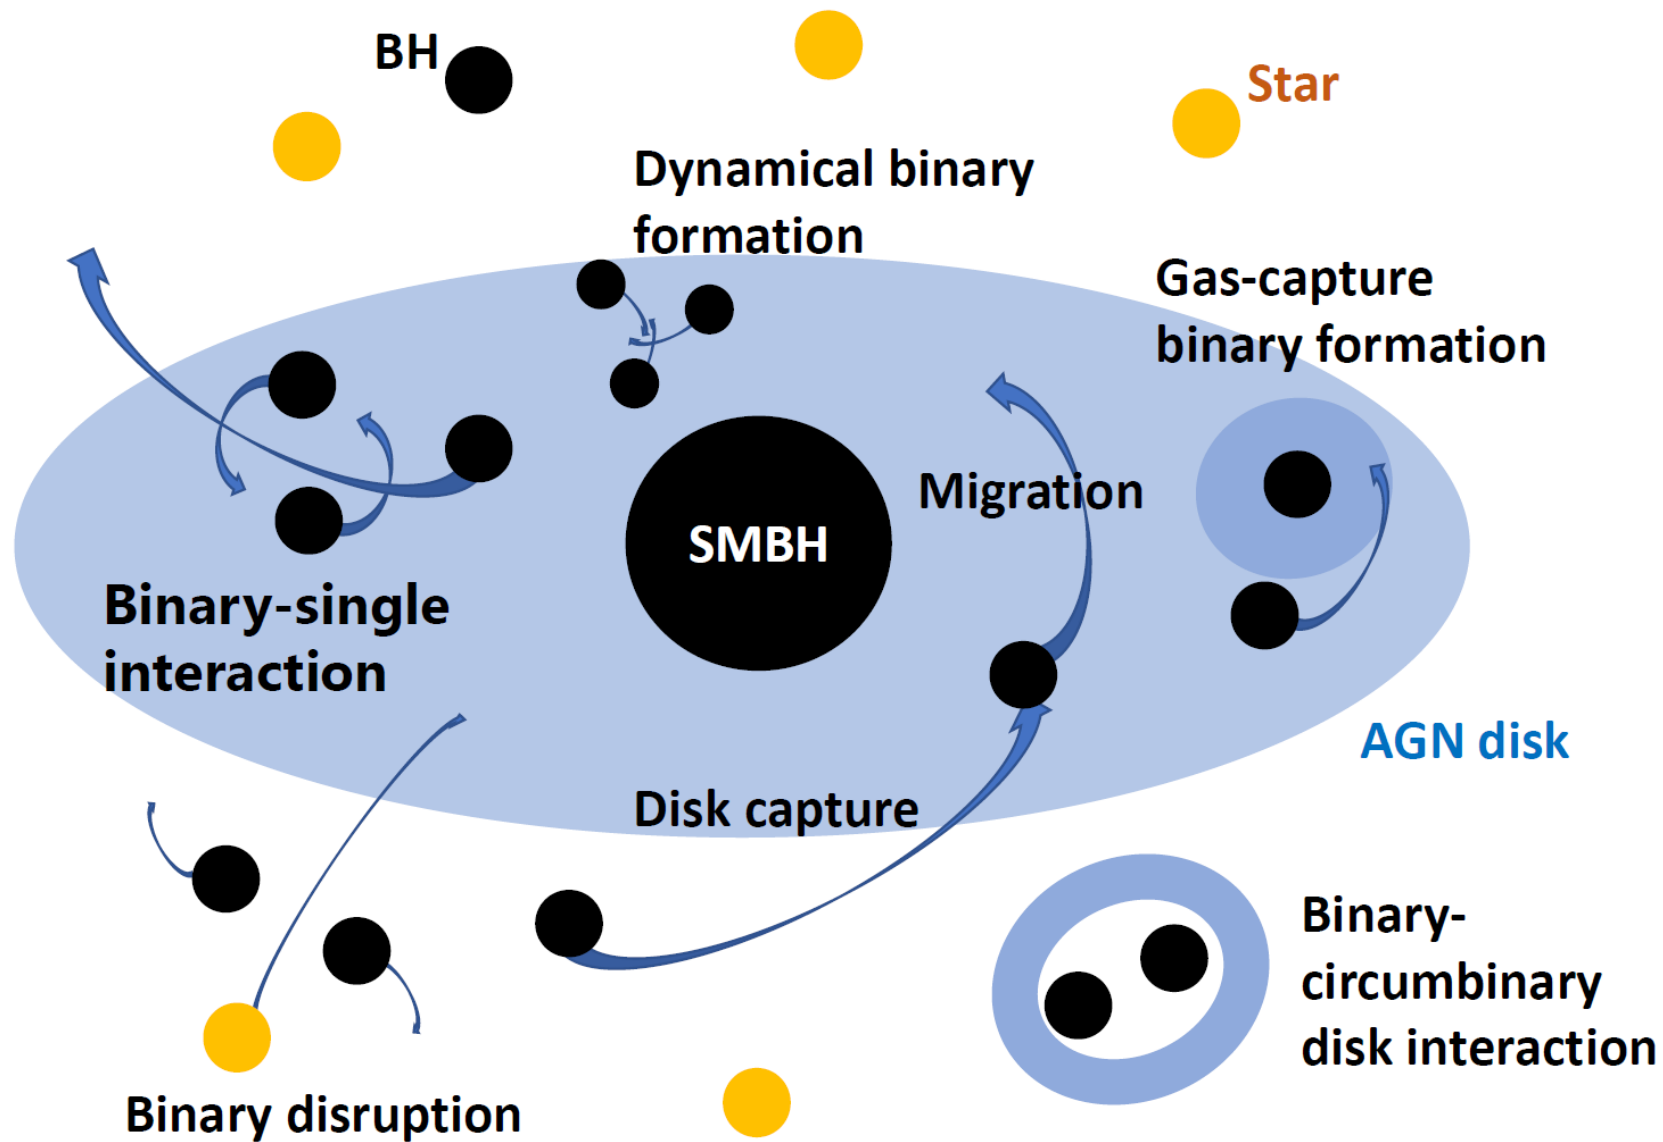 BH
Star
Dynamical binary
formation
Gas-capture
binary formation
Migration
SMBH
Binary-single
interaction
AGN disk
Disk capture
Binary-
circumbinary
disk interaction
Binary disruption